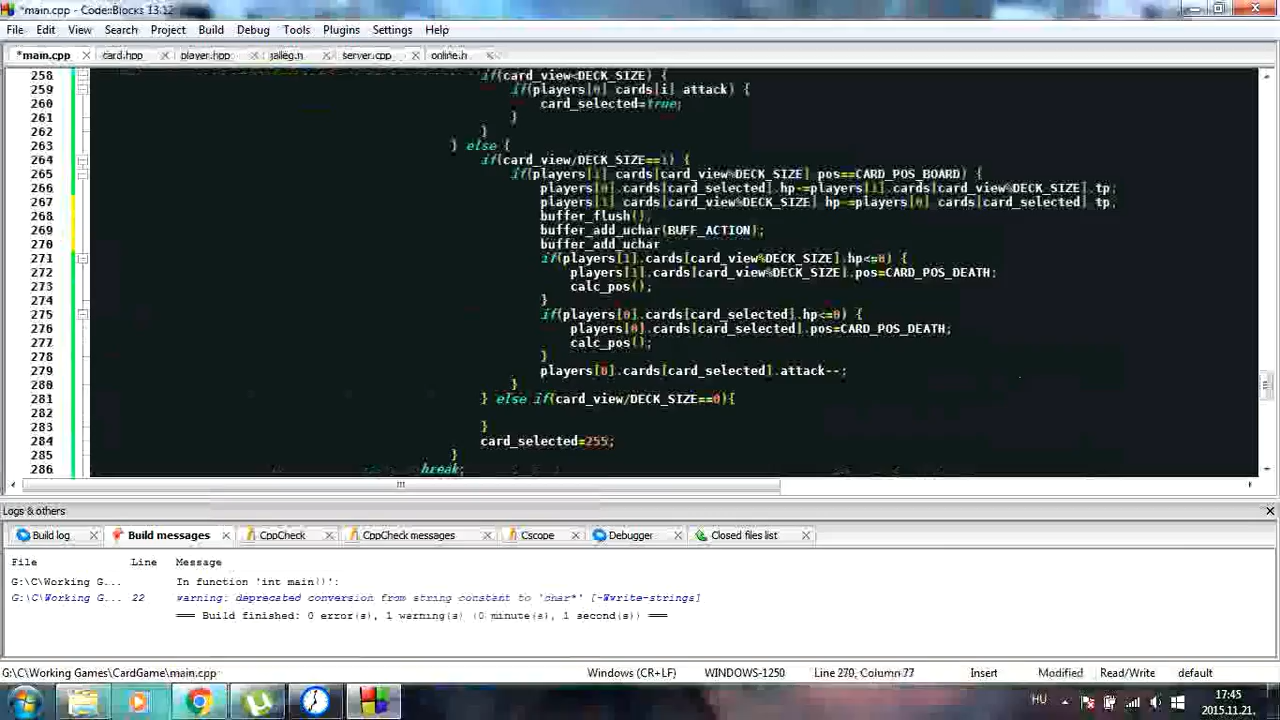 *main.cpp - Code::Blocks 13.12
File Edit View Search Project Build Debug Tools Plugins Settings Help
*main.cpp card.hpp player.hpp server.cpp online.h
258 if(card_view<DECK_SIZE) {
259 if(players[0] cards[i] attack) {
260 card_selected=true;
261 }
262 }
263 } else {
264 if(card_view/DECK_SIZE==1) {
265 if(players[1] cards[card_view%DECK_SIZE] pos==CARD_POS_BOARD) {
266 players[0].cards[card_selected].hp-=players[1].cards[card_view%DECK_SIZE].tp;
267 players[1] cards[card_view%DECK_SIZE] hp-=players[0] cards[card_selected] tp;
268 buffer_flush();
269 buffer_add_uchar(BUFF_ACTION);
270 buffer_add_uchar
271 if(players[1].cards[card_view%DECK_SIZE].hp<=0) {
272 players[1].cards[card_view%DECK_SIZE].pos=CARD_POS_DEATH;
273 calc_pos();
274 }
275 if(players[0].cards[card_selected].hp<=0) {
276 players[0].cards[card_selected].pos=CARD_POS_DEATH;
277 calc_pos();
278 }
279 players[0].cards[card_selected].attack--;
280 }
281 } else if(card_view/DECK_SIZE==0){
282
283 }
284 card_selected=255;
285 }
286 break;
Logs & others
Build log Build messages CppCheck CppCheck messages Cscope Debugger Closed files list
File Line Message
G:\C\Working G... In function 'int main()':
G:\C\Working G... 22 warning: deprecated conversion from string constant to 'char*' [-Wwrite-strings]
=== Build finished: 0 error(s), 1 warning(s) (0 minute(s), 1 second(s)) ===
G:\C\Working Games\CardGame\main.cpp Windows (CR+LF) WINDOWS-1250 Line 270, Column 77 Insert Modified Read/Write default
HU 17:45
2015.11.21.